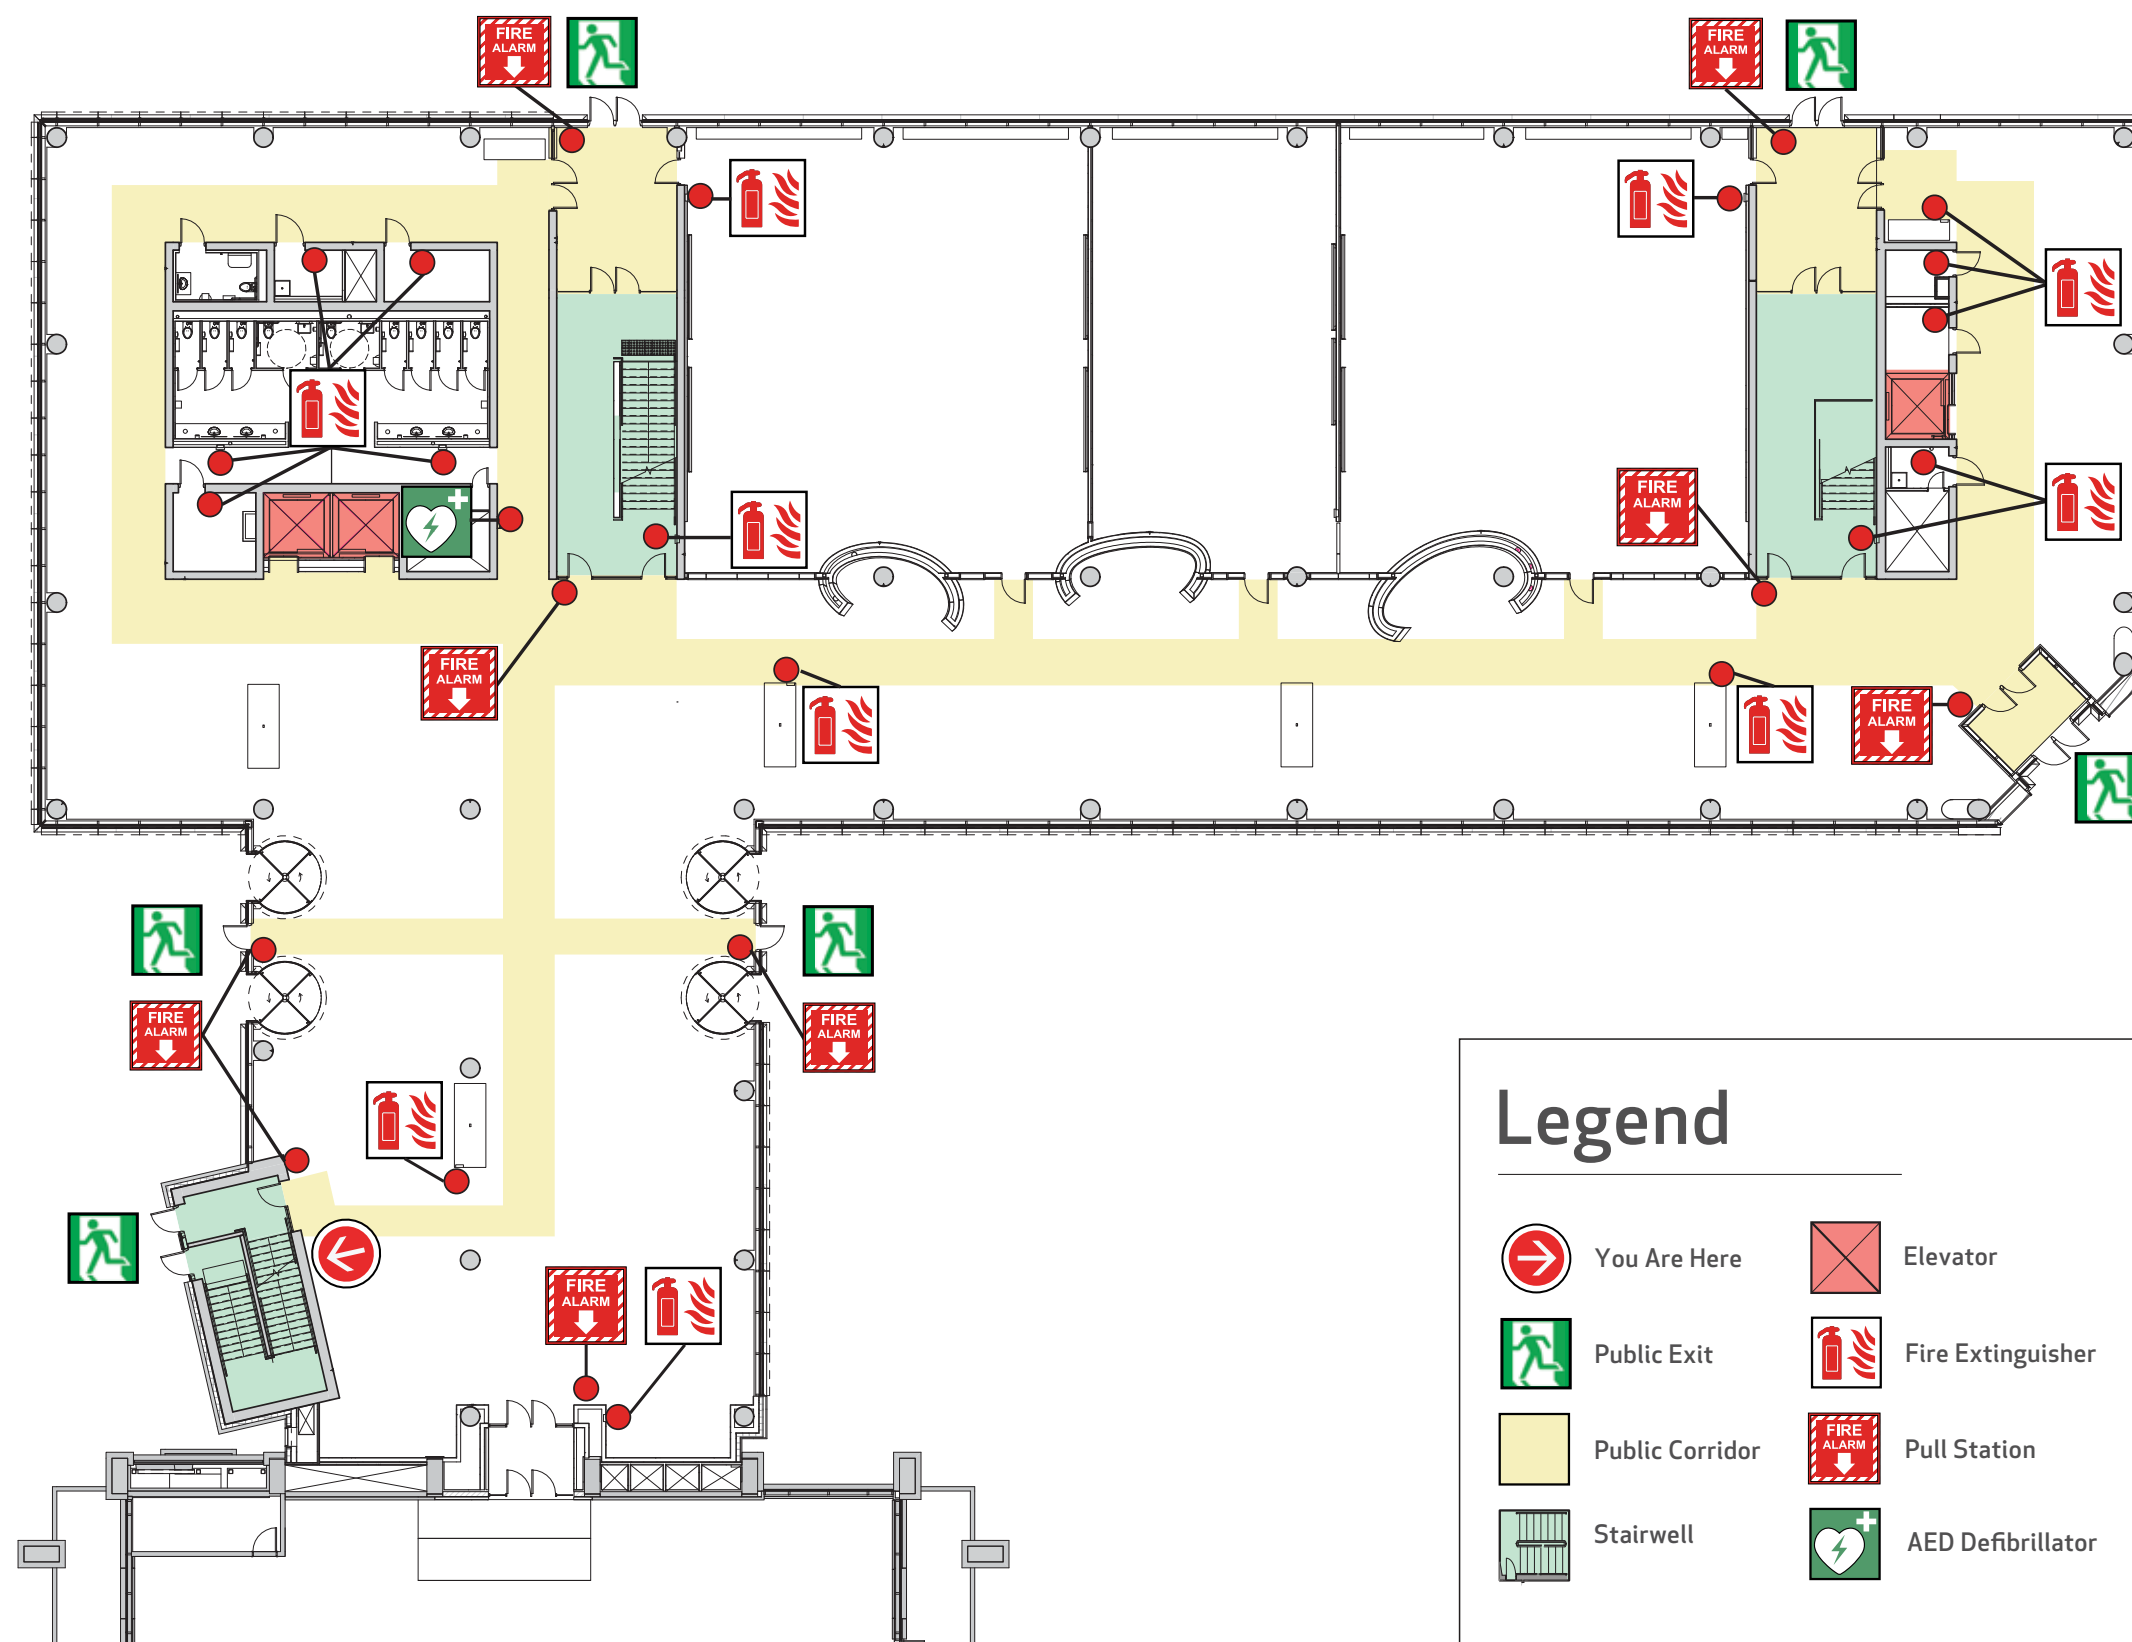 FIRE
ALARM
FIRE
ALARM
FIRE
ALARM
FIRE
ALARM
FIRE
ALARM
FIRE
ALARM
FIRE
ALARM
FIRE
ALARM
Legend
You Are Here
Elevator
Public Exit
Fire Extinguisher
Public Corridor
FIRE
ALARM
Pull Station
Stairwell
AED Defibrillator